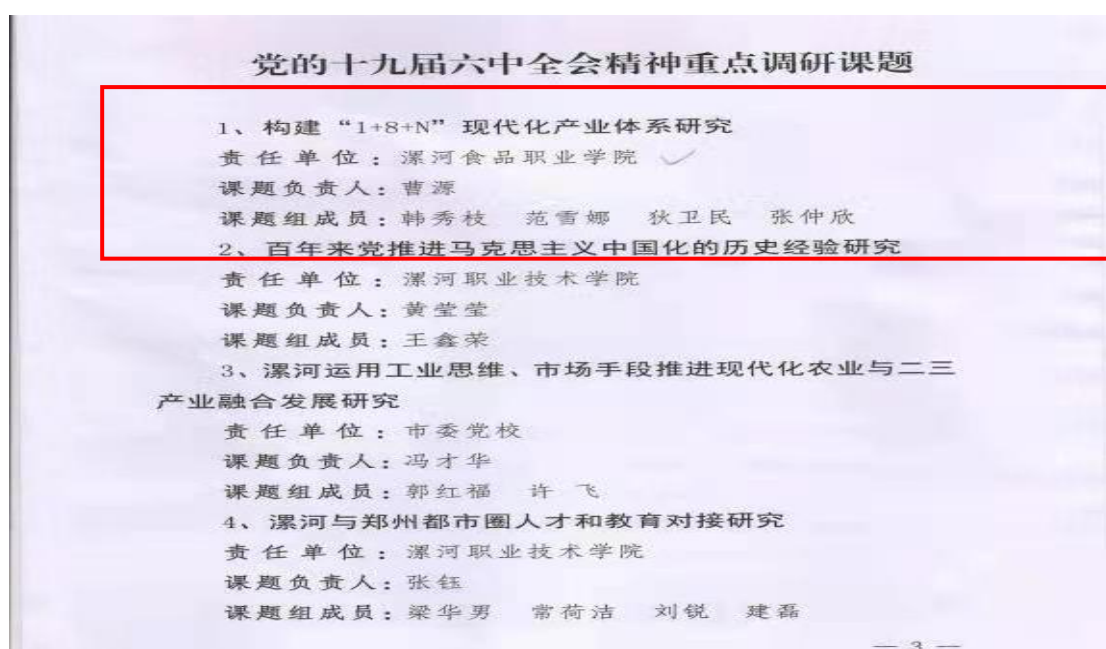 党的十九届六中全会精神重点调研课题
1、构建“1+8+N”现代化产业体系研究
责任单位：漯河食品职业学院
课题负责人：曹源
课题组成员：韩秀枝 范雪娜 狄卫民 张仲欣
2、百年来党推进马克思主义中国化的历史经验研究
责任单位：漯河职业技术学院
课题负责人：黄莹莹
课题组成员：王鑫荣
3、漯河运用工业思维、市场手段推进现代化农业与二三
产业融合发展研究
责任单位：市委党校
课题负责人：冯才华
课题组成员：郭红福 许飞
4、漯河与郑州都市圈人才和教育对接研究
责任单位：漯河职业技术学院
课题负责人：张钰
课题组成员：梁华男 常荷洁 刘锐 建磊
— 3 —